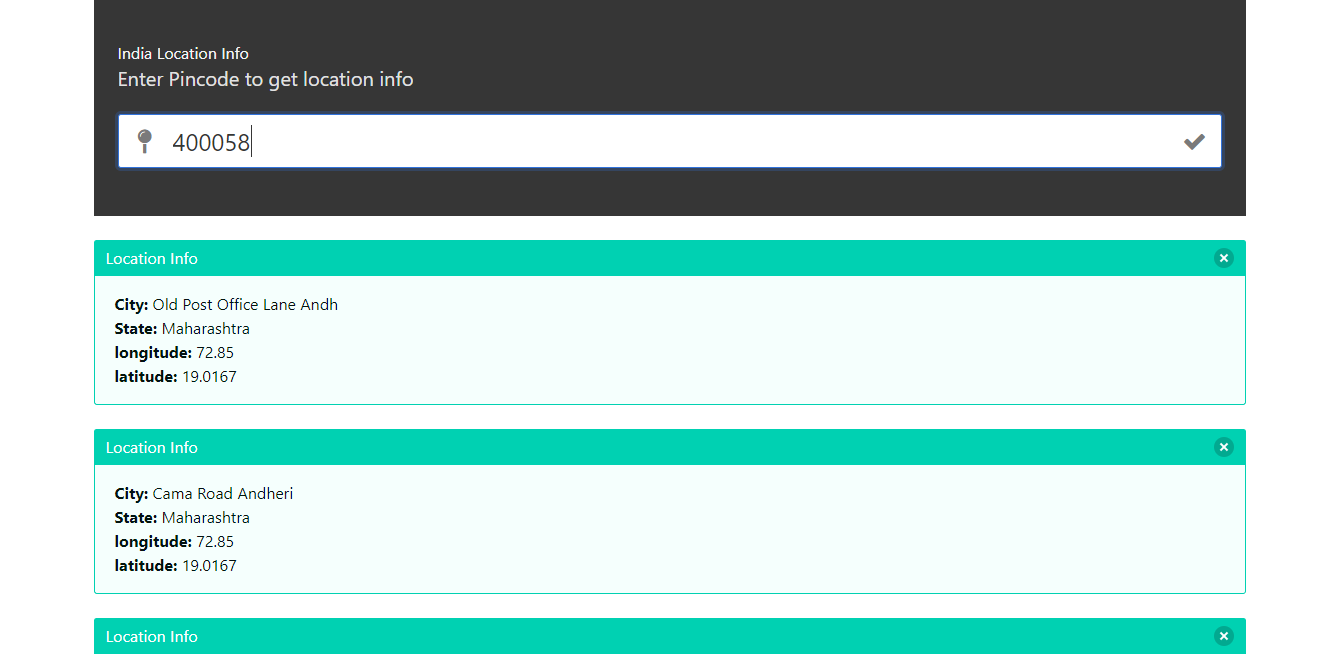 India Location Info
Enter Pincode to get location info
400058
Location Info
City: Old Post Office Lane Andh
State: Maharashtra
longitude: 72.85
latitude: 19.0167
Location Info
City: Cama Road Andheri
State: Maharashtra
longitude: 72.85
latitude: 19.0167
Location Info